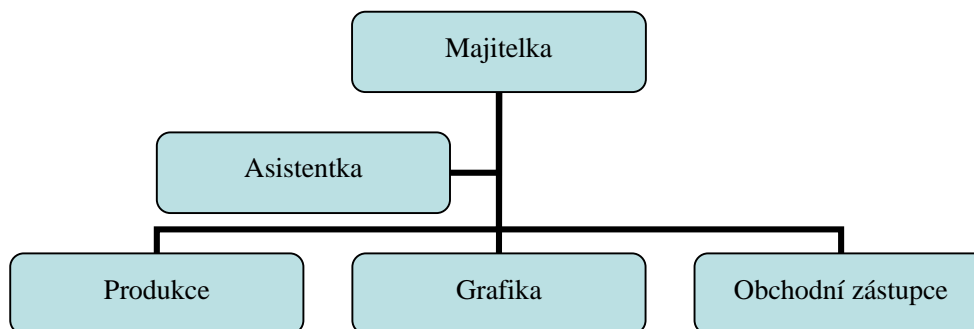 Majitelka
Asistentka
Produkce
Grafika
Obchodní zástupce